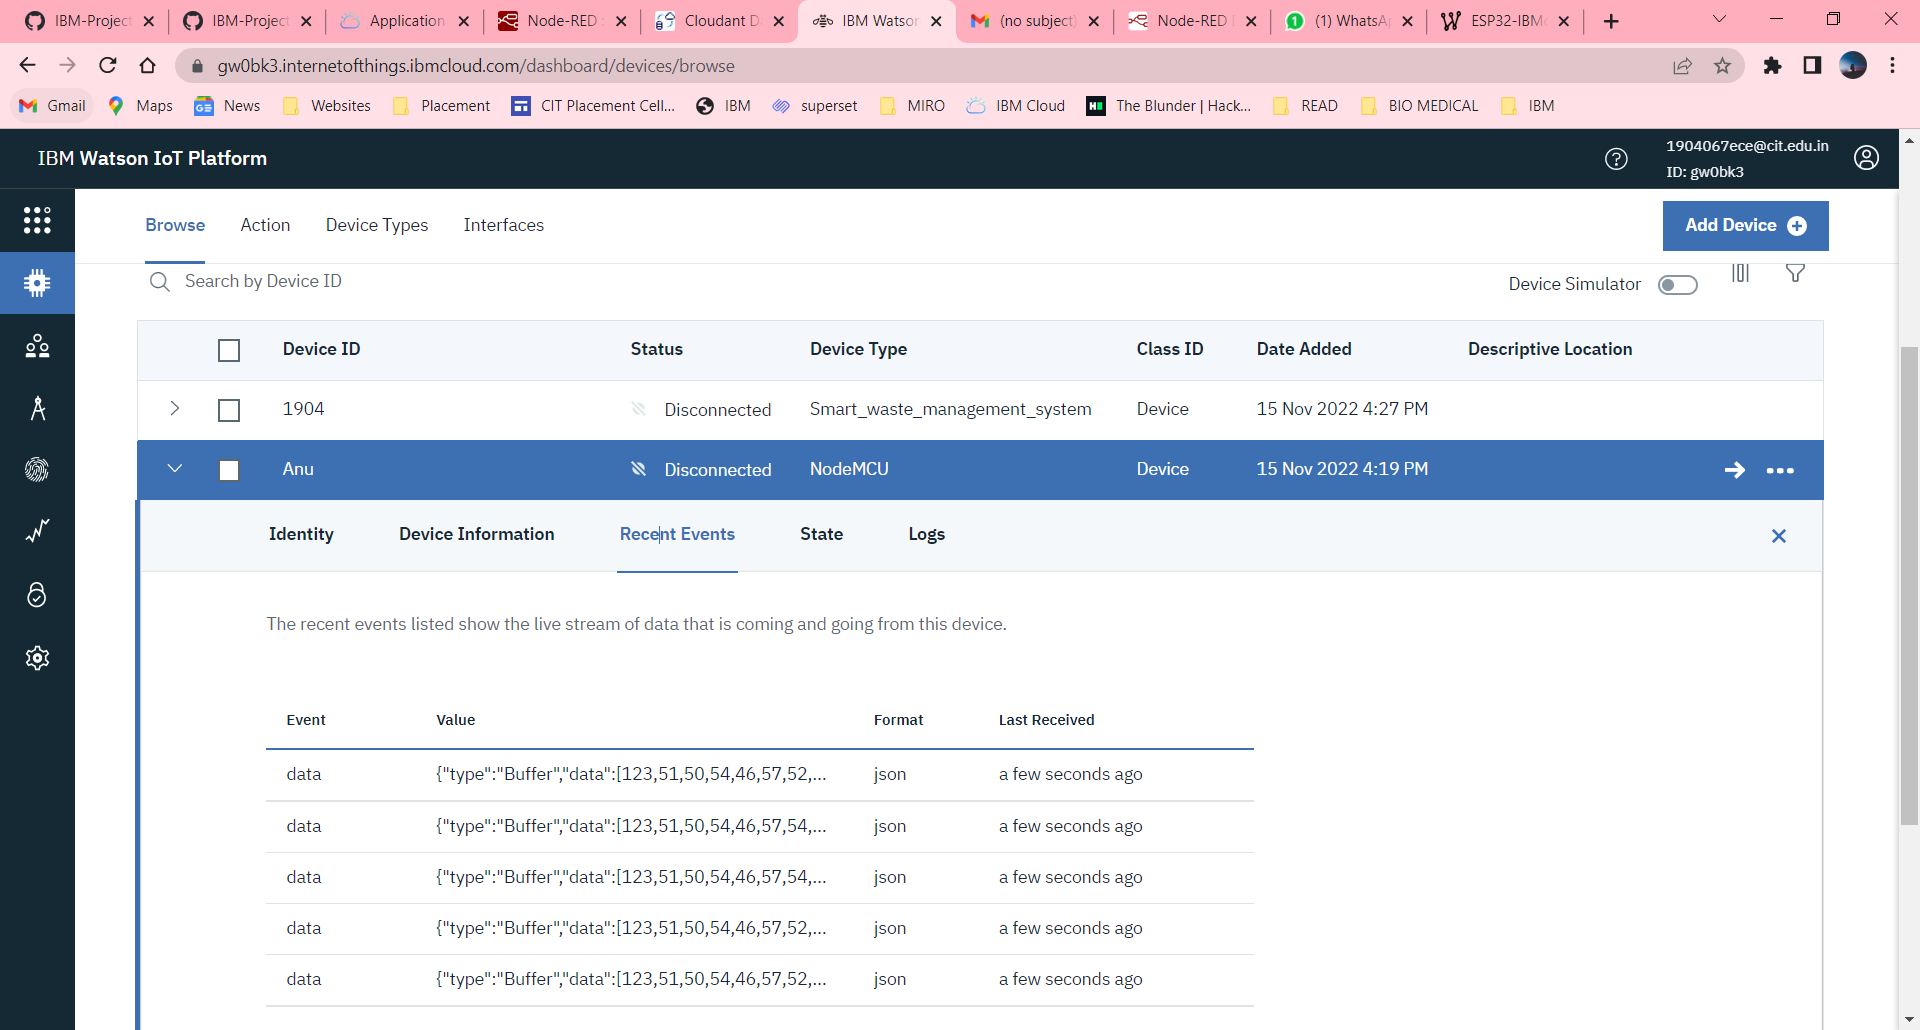 IBM-Project
IBM-Project
Application
Node-RED
Cloudant D
IBM Watson
(no subject)
Node-RED
(1) WhatsAp
ESP32-IBM
gw0bk3.internetofthings.ibmcloud.com/dashboard/devices/browse
Gmail
Maps
News
Websites
Placement
CIT Placement Cell...
IBM
superset
MIRO
IBM Cloud
The Blunder | Hack...
READ
BIO MEDICAL
IBM
IBM Watson IoT Platform
1904067ece@cit.edu.in
ID: gw0bk3
Browse
Action
Device Types
Interfaces
Add Device
Search by Device ID
Device Simulator
Device ID Status Device Type Class ID Date Added Descriptive Location
1904 Disconnected Smart_waste_management_system Device 15 Nov 2022 4:27 PM
Anu Disconnected NodeMCU Device 15 Nov 2022 4:19 PM
Identity Device Information Recent Events State Logs
The recent events listed show the live stream of data that is coming and going from this device.
Event Value Format Last Received
data {"type":"Buffer","data":[123,51,50,54,46,57,52,... json a few seconds ago
data {"type":"Buffer","data":[123,51,50,54,46,57,54,... json a few seconds ago
data {"type":"Buffer","data":[123,51,50,54,46,57,54,... json a few seconds ago
data {"type":"Buffer","data":[123,51,50,54,46,57,52,... json a few seconds ago
data {"type":"Buffer","data":[123,51,50,54,46,57,52,... json a few seconds ago